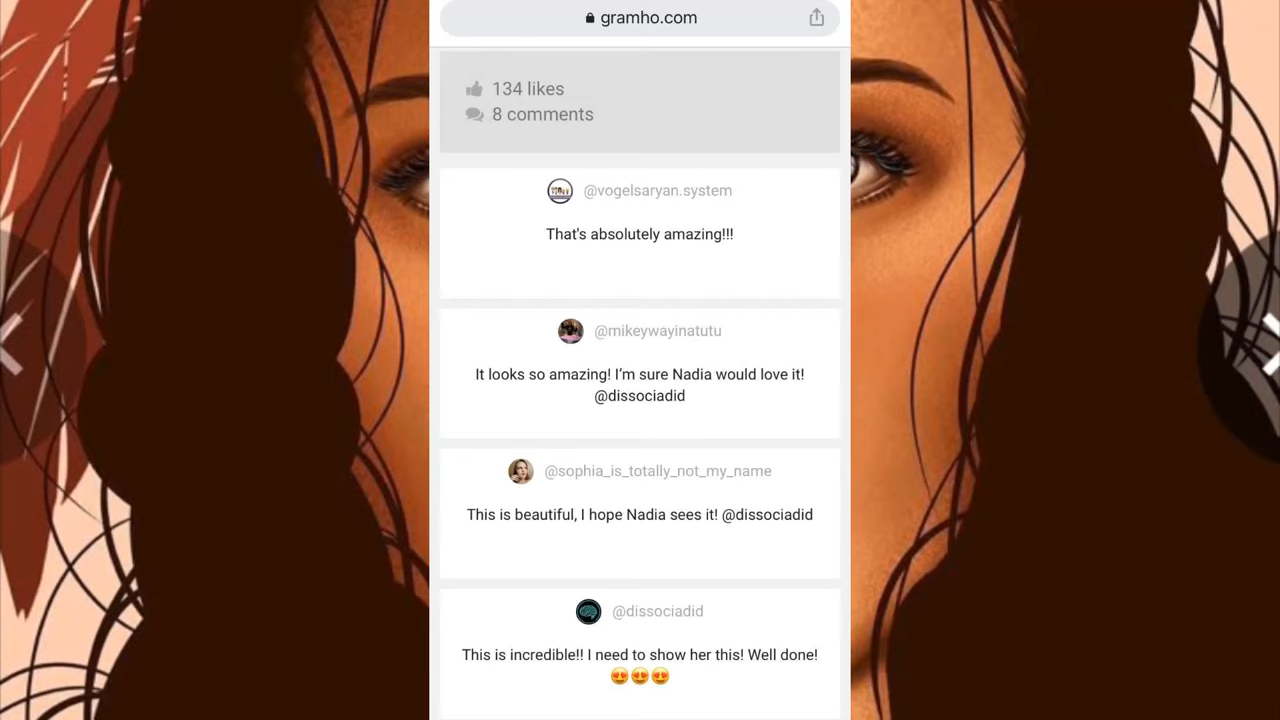 gramho.com
134 likes
8 comments
@vogelsaryan.system
That's absolutely amazing!!!
@mikeywayinatutu
It looks so amazing! I’m sure Nadia would love it!
@dissociadid
@sophia_is_totally_not_my_name
This is beautiful, I hope Nadia sees it! @dissociadid
@dissociadid
This is incredible!! I need to show her this! Well done!
😍😍😍